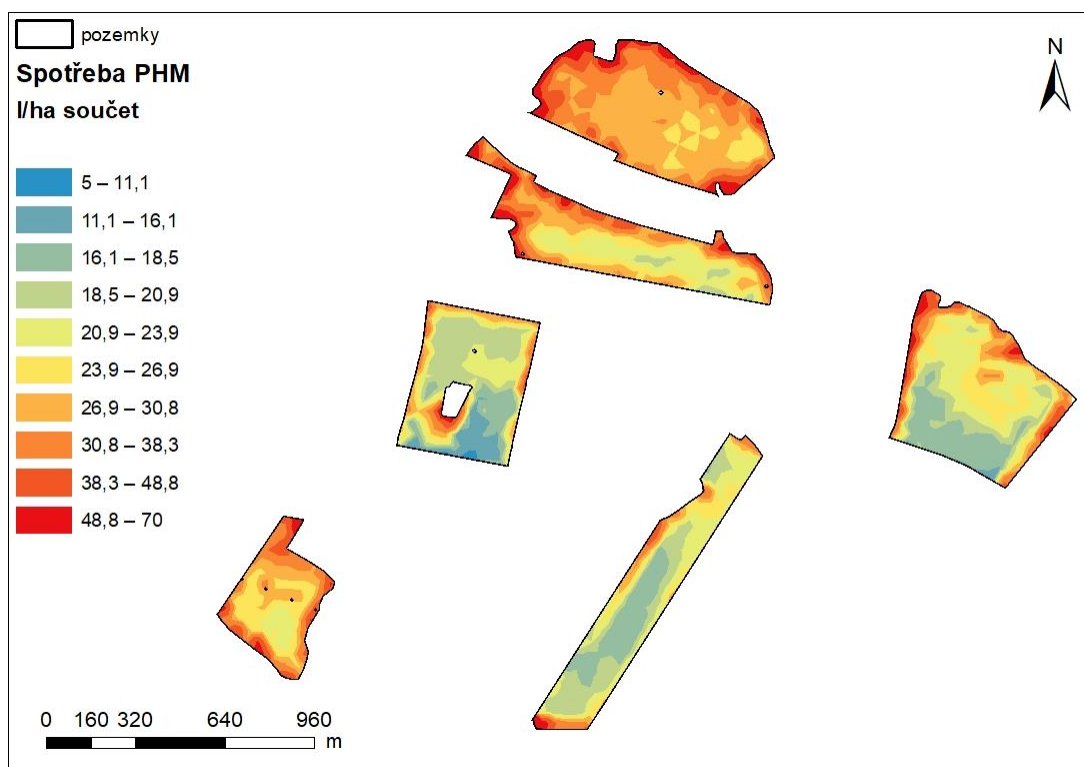 pozemky
Spotřeba PHM
l/ha součet
5 – 11,1
11,1 – 16,1
16,1 – 18,5
18,5 – 20,9
20,9 – 23,9
23,9 – 26,9
26,9 – 30,8
30,8 – 38,3
38,3 – 48,8
48,8 – 70
N
0 160 320 640 960
m